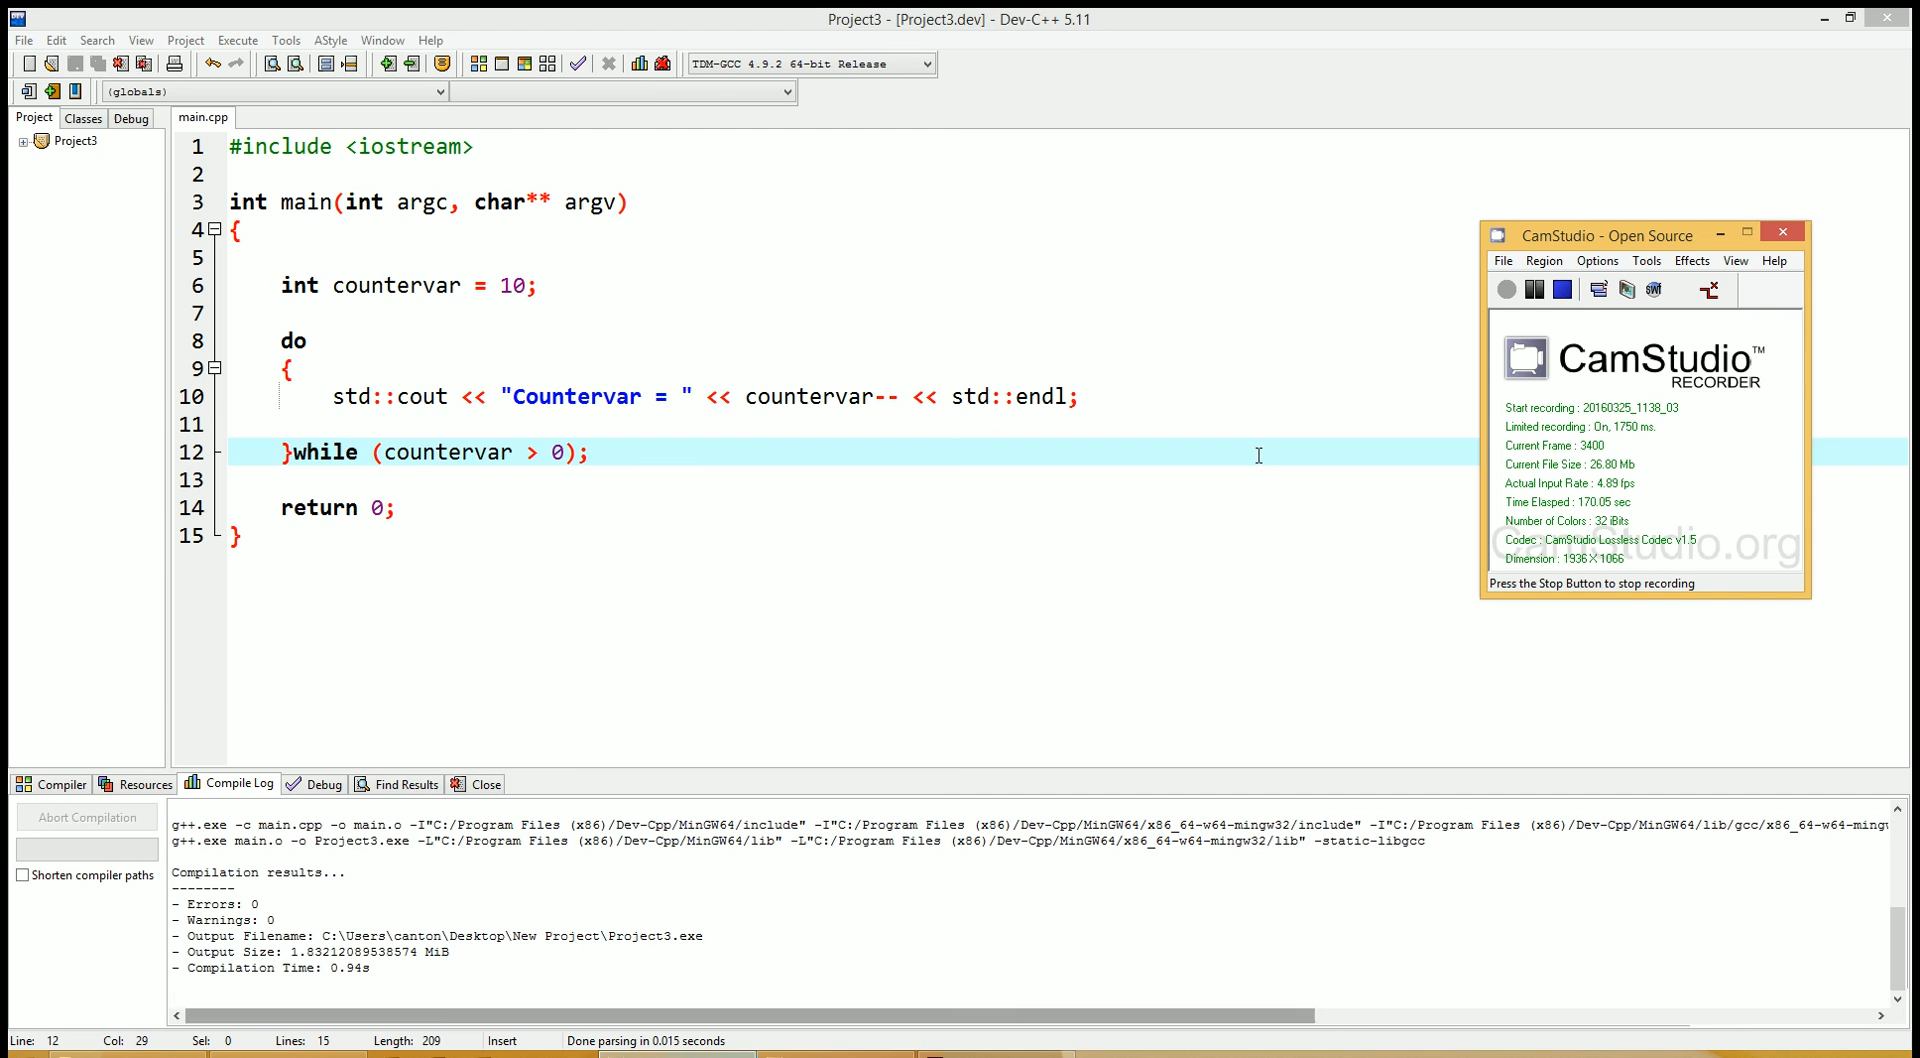 Project3 - [Project3.dev] - Dev-C++ 5.11
File Edit Search View Project Execute Tools AStyle Window Help
TDM-GCC 4.9.2 64-bit Release
(globals)
Project Classes Debug
main.cpp
Project3
1 #include <iostream>
2
3 int main(int argc, char** argv)
4 {
5
6 int countervar = 10;
7
8 do
9 {
10 std::cout << "Countervar = " << countervar-- << std::endl;
11
12 }while (countervar > 0);
13
14 return 0;
15 }
CamStudio - Open Source
File Region Options Tools Effects View Help
CamStudio™
RECORDER
Start recording : 20160325_1138_03
Limited recording : On, 1750 ms.
Current Frame : 3400
Current File Size : 26.80 Mb
Actual Input Rate : 4.89 fps
Time Elasped : 170.05 sec
Number of Colors : 32 iBits
Codec : CamStudio Lossless Codec v1.5
Dimension : 1936 X 1066
CamStudio.org
Press the Stop Button to stop recording
Compiler Resources Compile Log Debug Find Results Close
Abort Compilation
Shorten compiler paths
g++.exe -c main.cpp -o main.o -I"C:/Program Files (x86)/Dev-Cpp/MinGW64/include" -I"C:/Program Files (x86)/Dev-Cpp/MinGW64/x86_64-w64-mingw32/include" -I"C:/Program Files (x86)/Dev-Cpp/MinGW64/lib/gcc/x86_64-w64-ming
g++.exe main.o -o Project3.exe -L"C:/Program Files (x86)/Dev-Cpp/MinGW64/lib" -L"C:/Program Files (x86)/Dev-Cpp/MinGW64/x86_64-w64-mingw32/lib" -static-libgcc
Compilation results...
--------
- Errors: 0
- Warnings: 0
- Output Filename: C:\Users\canton\Desktop\New Project\Project3.exe
- Output Size: 1.83212089538574 MiB
- Compilation Time: 0.94s
Line: 12 Col: 29 Sel: 0 Lines: 15 Length: 209 Insert Done parsing in 0.015 seconds